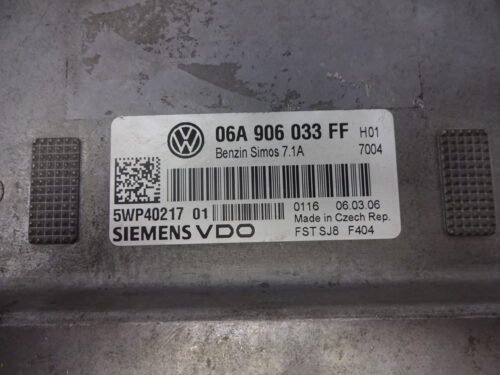 06A 906 033 FF H01
Benzin Simos 7.1A 7004
5WP40217 01 0116 06.03.06
Made in Czech Rep.
SIEMENS VDO FST SJ8 F404